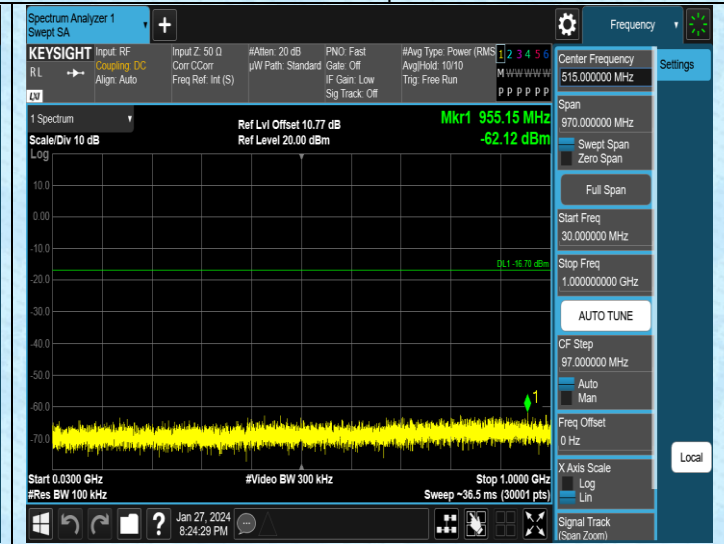 Spectrum Analyzer 1
Swept SA
Frequency
KEYSIGHT
RL
LXI
Input: RF
Coupling: DC
Align: Auto
Input Z: 50 Ω
Corr CCorr
Freq Ref: Int (S)
#Atten: 20 dB
µW Path: Standard
PNO: Fast
Gate: Off
IF Gain: Low
Sig Track: Off
#Avg Type: Power (RMS
Avg|Hold: 10/10
Trig: Free Run
1 2 3 4 5 6
M W W W W W
P P P P P P
1 Spectrum
Scale/Div 10 dB
Log
Ref Lvl Offset 10.77 dB
Ref Level 20.00 dBm
Mkr1 955.15 MHz
-62.12 dBm
10.0
0.00
-10.0
DL1 -16.70 dBm
-20.0
-30.0
-40.0
-50.0
-60.0
1
-70.0
Start 0.0300 GHz
#Res BW 100 kHz
#Video BW 300 kHz
Stop 1.0000 GHz
Sweep ~36.5 ms (30001 pts)
?
Jan 27, 2024
8:24:29 PM
Center Frequency
515.000000 MHz
Span
970.000000 MHz
Swept Span
Zero Span
Full Span
Start Freq
30.000000 MHz
Stop Freq
1.000000000 GHz
AUTO TUNE
CF Step
97.000000 MHz
Auto
Man
Freq Offset
0 Hz
X Axis Scale
Log
Lin
Signal Track
(Span Zoom)
Settings
Local